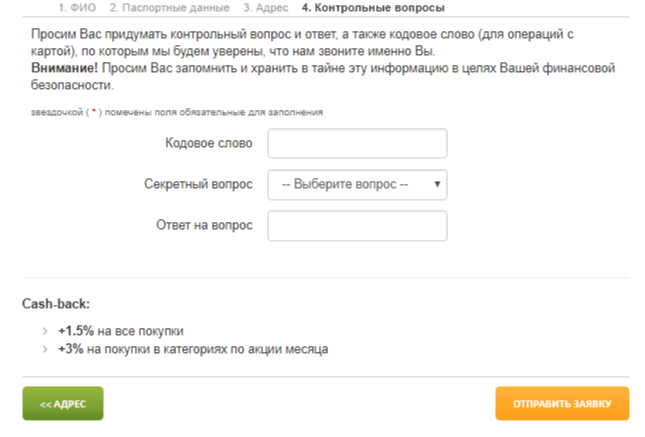 1. ФИО 2. Паспортные данные 3. Адрес 4. Контрольные вопросы
Просим Вас придумать контрольный вопрос и ответ, а также кодовое слово (для операций с
картой), по которым мы будем уверены, что нам звоните именно Вы.
Внимание! Просим Вас запомнить и хранить в тайне эту информацию в целях Вашей финансовой
безопасности.
звездочкой ( * ) помечены поля обязательные для заполнения
Кодовое слово
Секретный вопрос -- Выберите вопрос --
Ответ на вопрос
Cash-back:
+1.5% на все покупки
+3% на покупки в категориях по акции месяца
<< АДРЕС ОТПРАВИТЬ ЗАЯВКУ